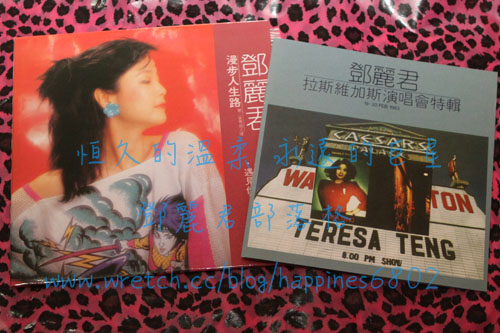 鄧麗君
漫步人生路
鄧麗君
拉斯維加斯演唱會特輯
CAESARS
TERESA TENG
8:00 PM SHOW
恒久的溫柔 永遠的巨星
鄧麗君部落格
www.wretch.cc/blog/happines6802